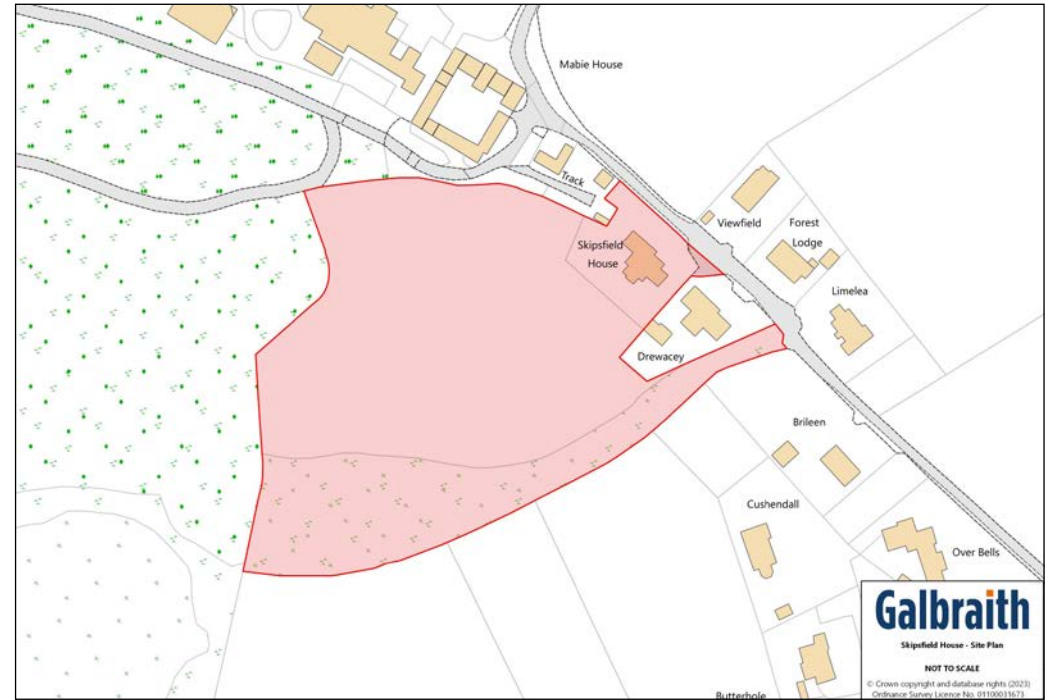 Mabie House
Track
Viewfield
Forest
Lodge
Skipsfield
House
Limelea
Drewacey
Brileen
Cushendall
Over Bells
Butterhole
Galbraith
Skipsfield House - Site Plan
NOT TO SCALE
© Crown copyright and database rights (2023)
Ordnance Survey Licence No. 01100031673